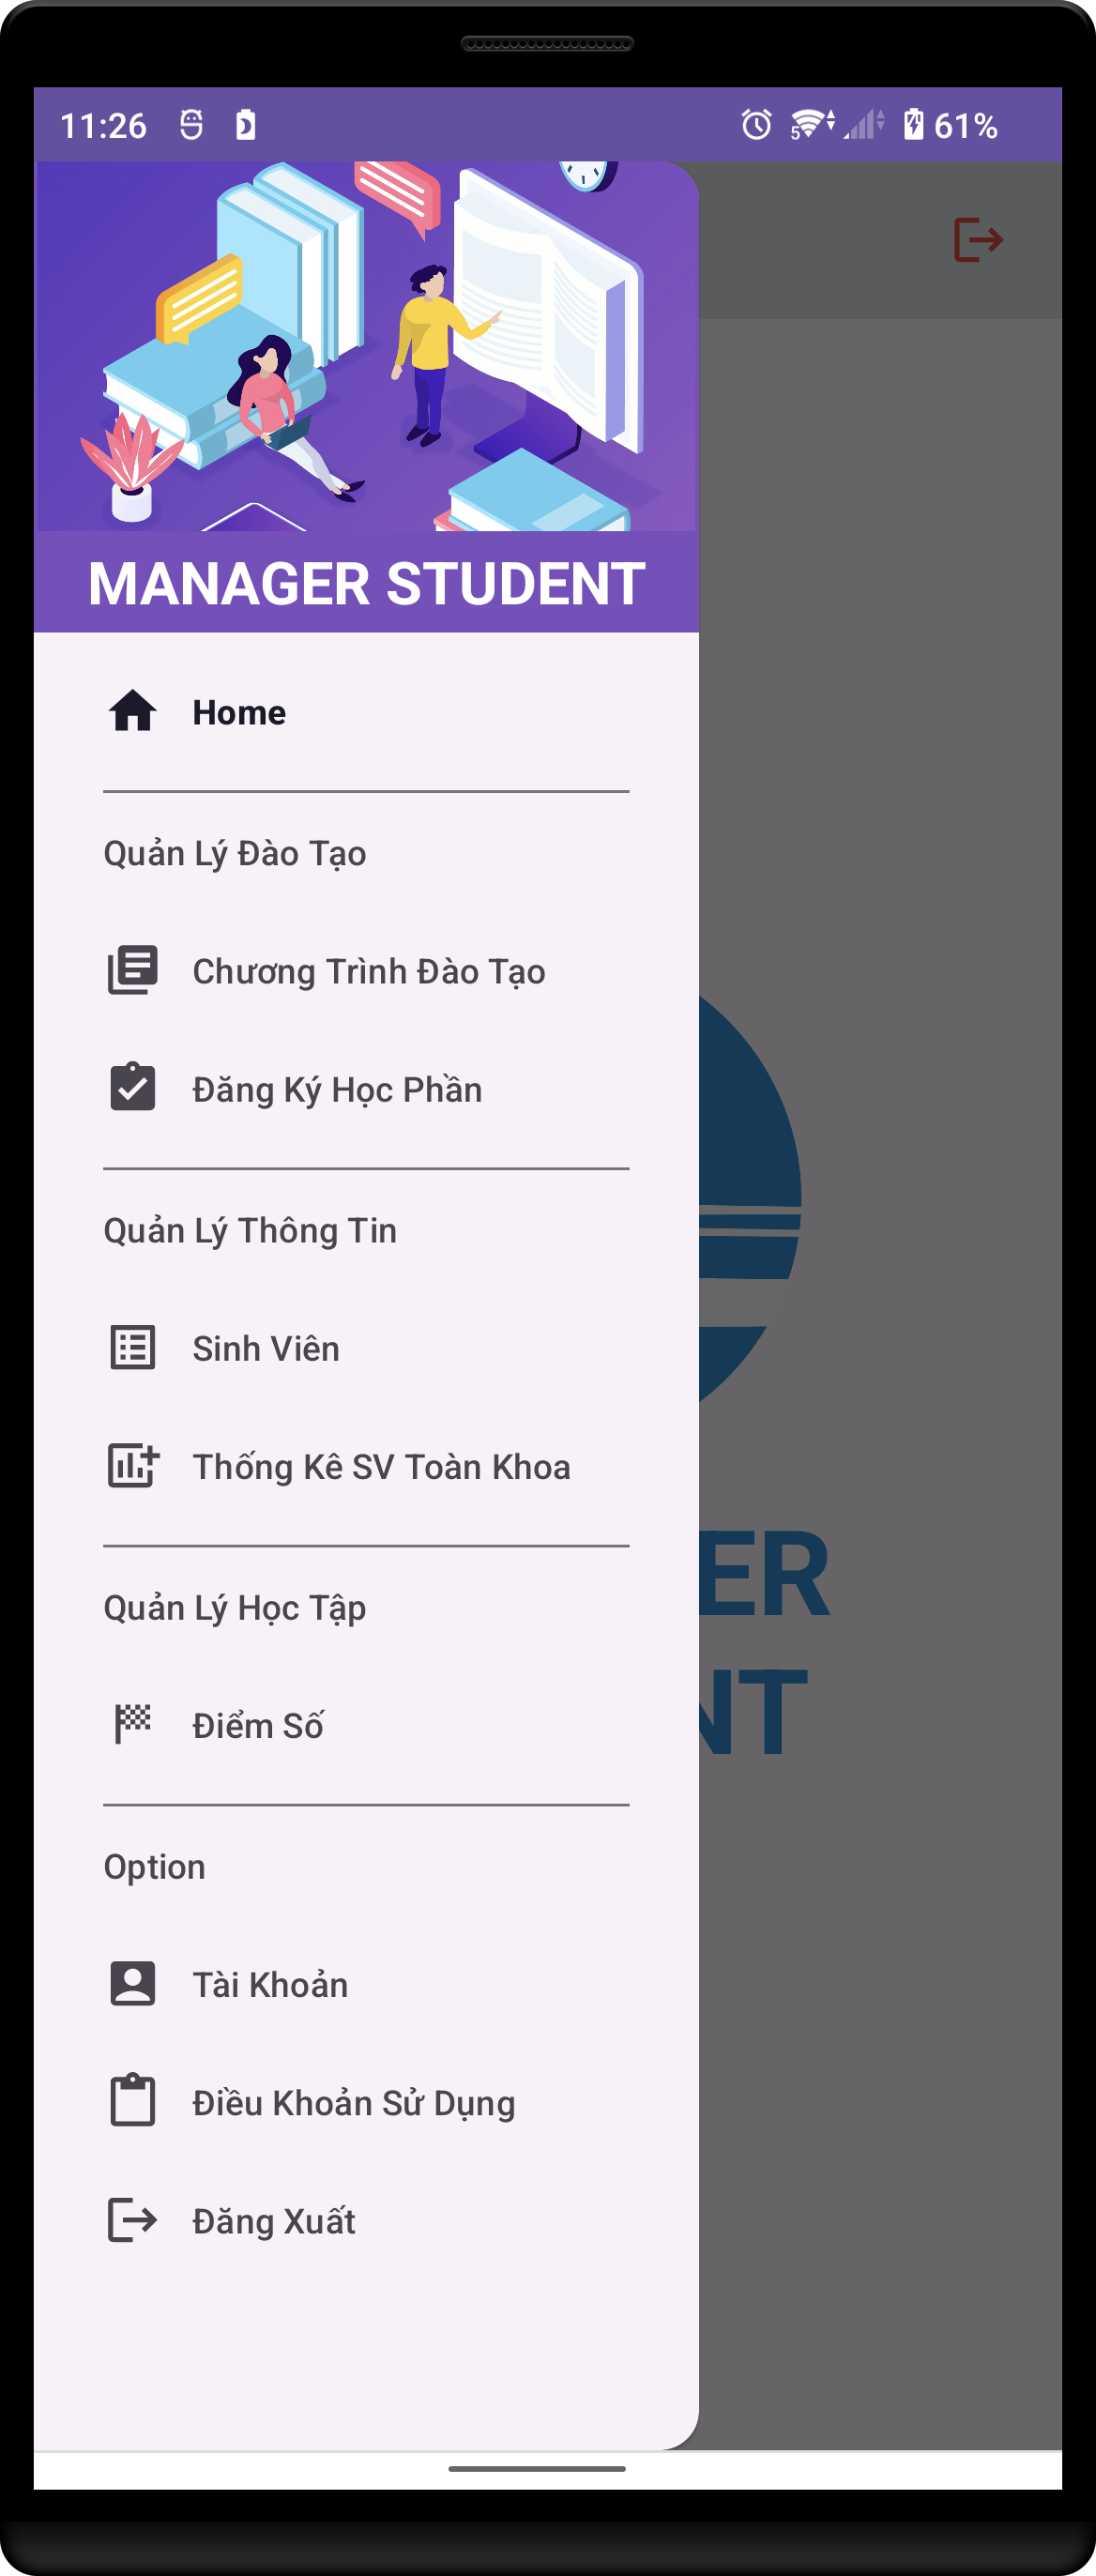 11:26
5
61%
MANAGER STUDENT
Home
Quản Lý Đào Tạo
Chương Trình Đào Tạo
Đăng Ký Học Phần
Quản Lý Thông Tin
Sinh Viên
Thống Kê SV Toàn Khoa
ER
Quản Lý Học Tập
NT
Điểm Số
Option
Tài Khoản
Điều Khoản Sử Dụng
Đăng Xuất